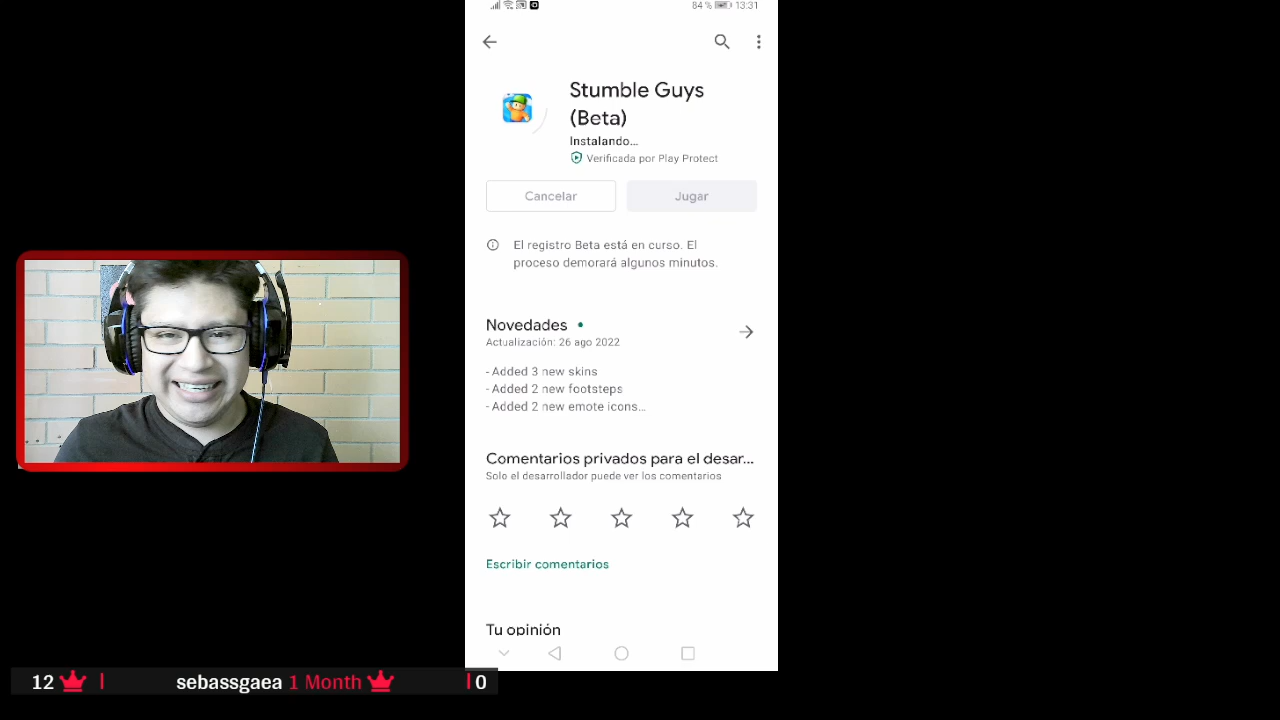 84 % 13:31
Stumble Guys
(Beta)
Instalando...
Verificada por Play Protect
Cancelar
Jugar
El registro Beta está en curso. El
proceso demorará algunos minutos.
Novedades
Actualización: 26 ago 2022
- Added 3 new skins
- Added 2 new footsteps
- Added 2 new emote icons...
Comentarios privados para el desar...
Solo el desarrollador puede ver los comentarios
Escribir comentarios
Tu opinión
12 sebassgaea 1 Month 0